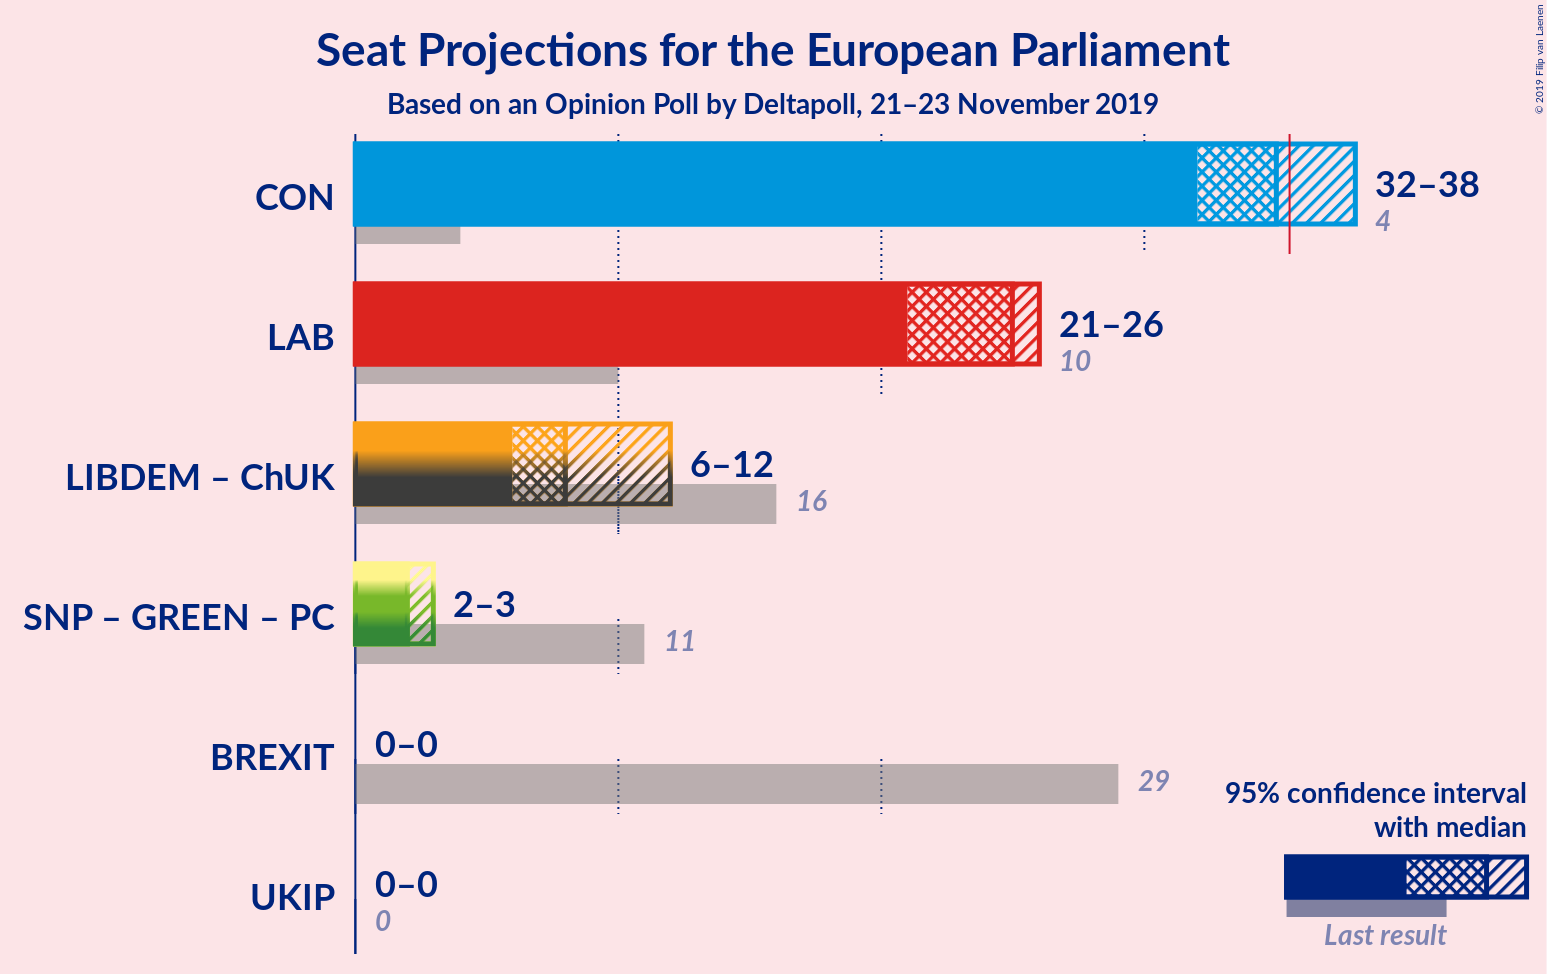 Seat Projections for the European Parliament
Based on an Opinion Poll by Deltapoll, 21–23 November 2019
© 2019 Filip van Laenen
CON
32–38
4
LAB
21–26
10
LIBDEM – ChUK
6–12
16
SNP – GREEN – PC
2–3
11
BREXIT
0–0
29
UKIP
0–0
0
95% confidence interval
with median
Last result